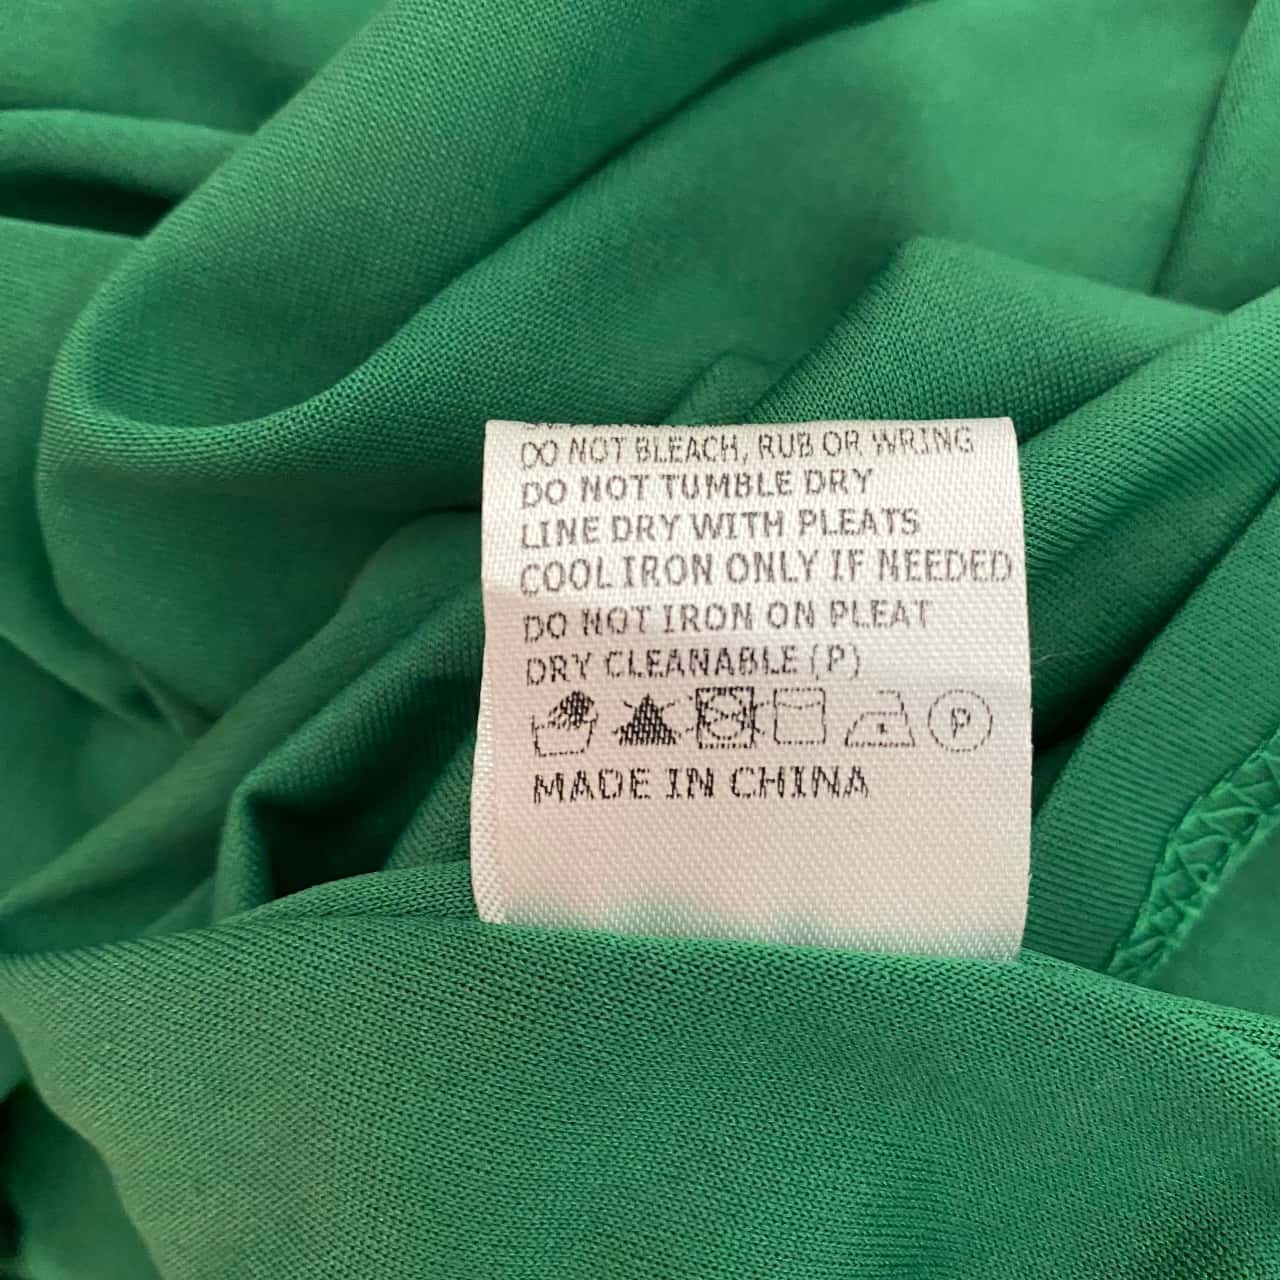 DO NOT BLEACH, RUB OR WRING
DO NOT TUMBLE DRY
LINE DRY WITH PLEATS
COOL IRON ONLY IF NEEDED
DO NOT IRON ON PLEAT
DRY CLEANABLE (P)
P
MADE IN CHINA